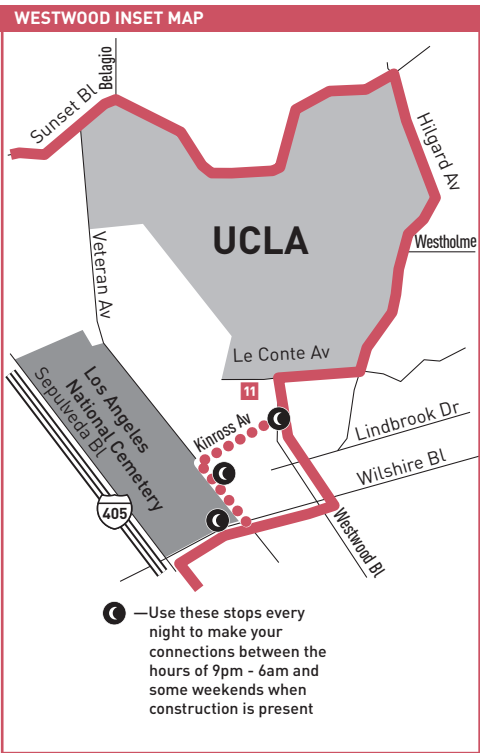 WESTWOOD INSET MAP
Belagio
Sunset Bl
Hilgard Av
UCLA
Westholme
Veteran Av
Le Conte Av
11
Los Angeles
National Cemetery
Sepulveda Bl
Kinross Av
Lindbrook Dr
Wilshire Bl
405
Westwood Bl
—Use these stops every
night to make your
connections between the
hours of 9pm - 6am and
some weekends when
construction is present